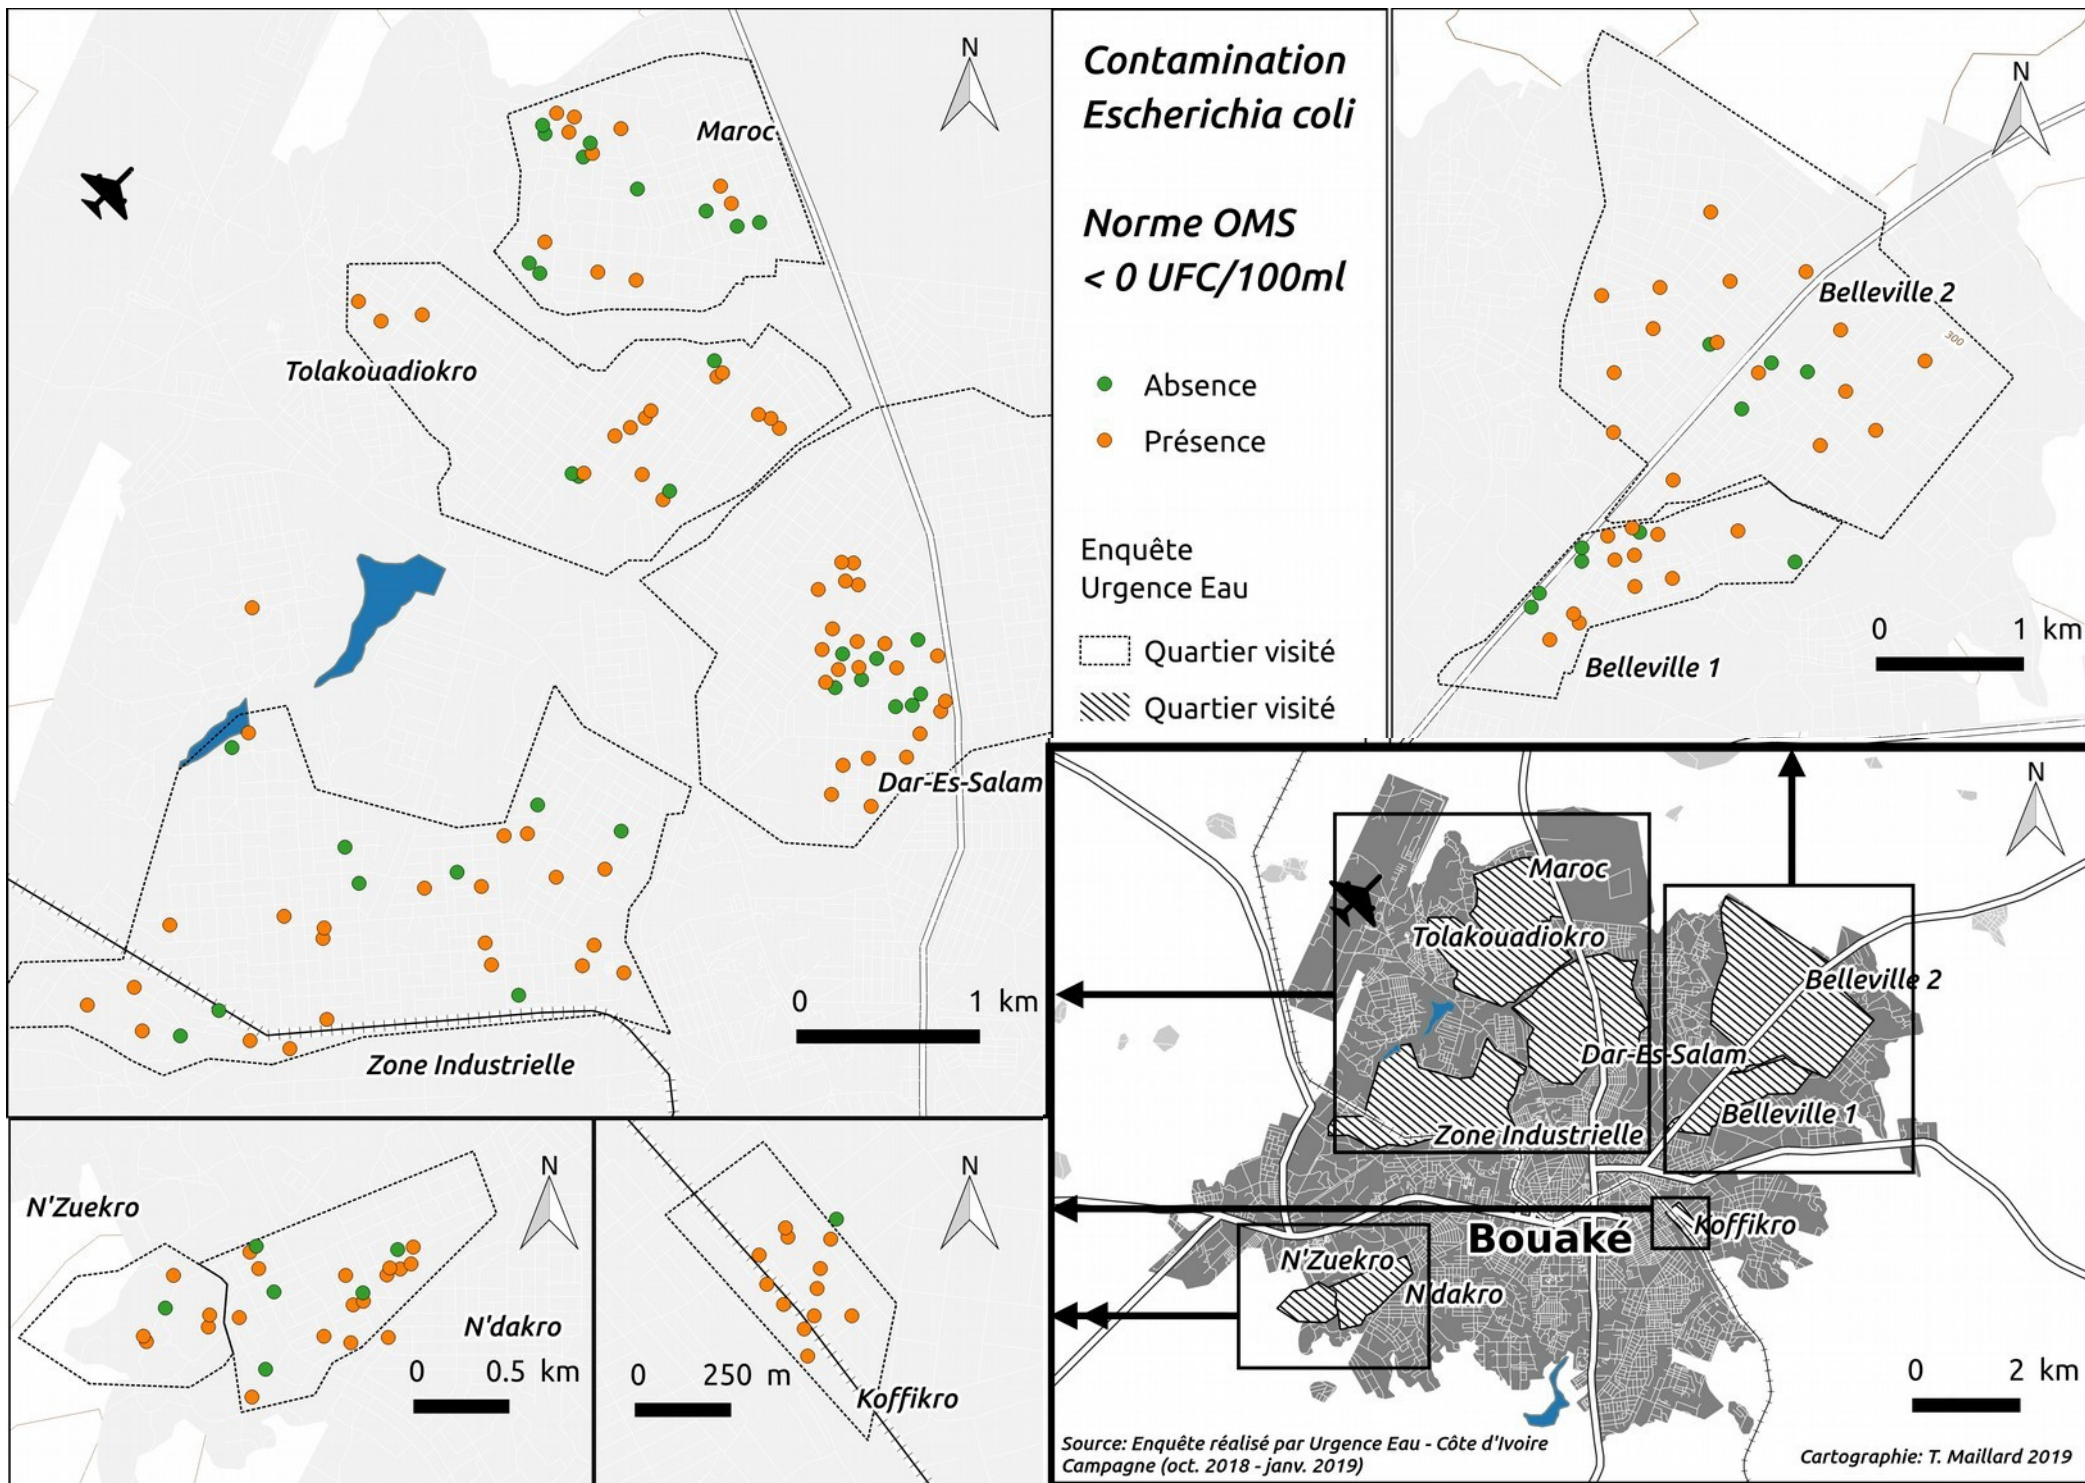 N
Maroc
Tolakouadiokro
Dar-Es-Salam
0 1 km
Zone Industrielle
Contamination
Escherichia coli
Norme OMS
< 0 UFC/100ml
Absence
Présence
Enquête
Urgence Eau
Quartier visité
Quartier visité
N
Belleville 2
300
0 1 km
Belleville 1
N'Zuekro
N
N'dakro
0 0.5 km
N
0 250 m
Koffikro
N
Maroc
Tolakouadiokro
Belleville 2
Dar-Es-Salam
Belleville 1
Zone Industrielle
Koffikro
Bouaké
N'Zuekro
N'dakro
0 2 km
Source: Enquête réalisé par Urgence Eau - Côte d'Ivoire
Campagne (oct. 2018 - janv. 2019)
Cartographie: T. Maillard 2019